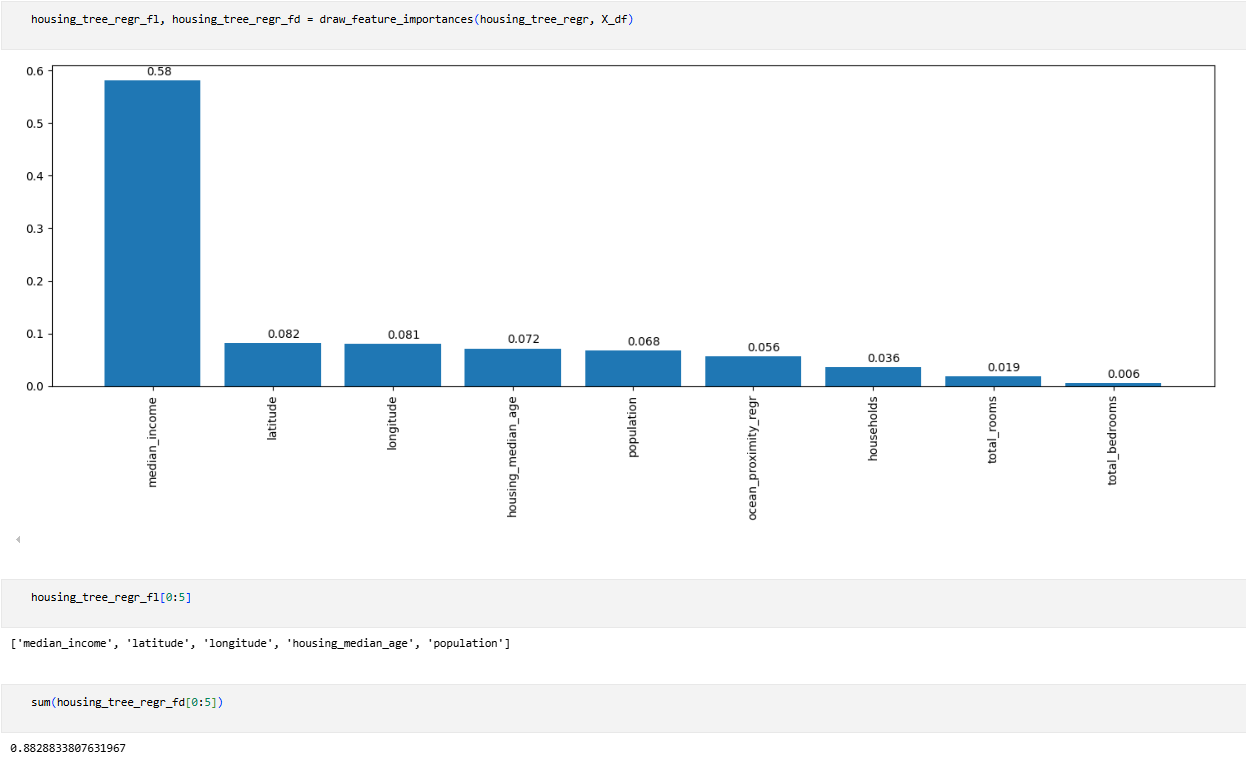 housing_tree_regr_fl, housing_tree_regr_fd = draw_feature_importances(housing_tree_regr, X_df)
0.6
0.5
0.4
0.3
0.2
0.1
0.0
0.58
0.082
0.081
0.072
0.068
0.056
0.036
0.019
0.006
median_income
latitude
longitude
housing_median_age
population
ocean_proximity_regr
households
total_rooms
total_bedrooms
housing_tree_regr_fl[0:5]
['median_income', 'latitude', 'longitude', 'housing_median_age', 'population']
sum(housing_tree_regr_fd[0:5])
0.8828833807631967